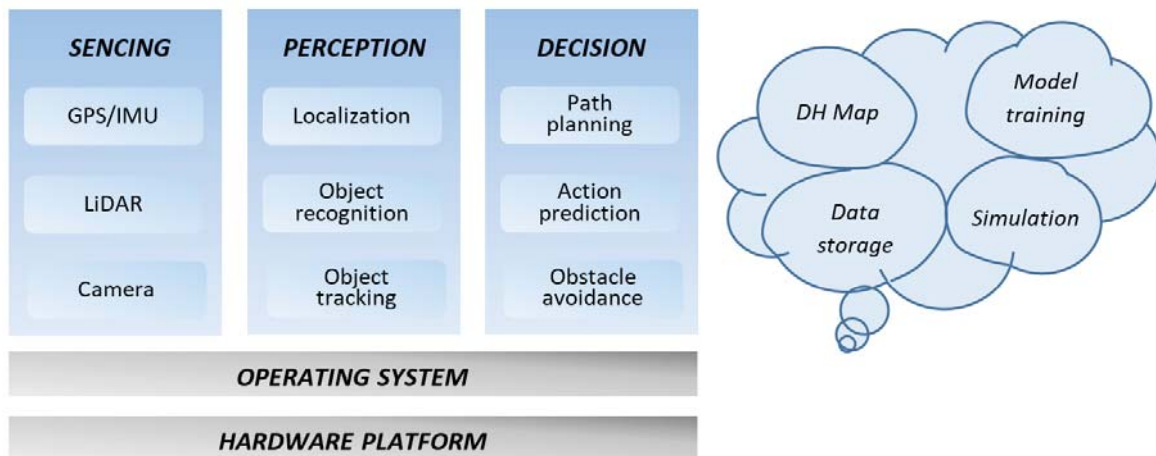 SENCING
GPS/IMU
LiDAR
Camera
PERCEPTION
Localization
Object
recognition
Object
tracking
DECISION
Path
planning
Action
prediction
Obstacle
avoidance
OPERATING SYSTEM
HARDWARE PLATFORM
DH Map
Model
training
Data
storage
Simulation